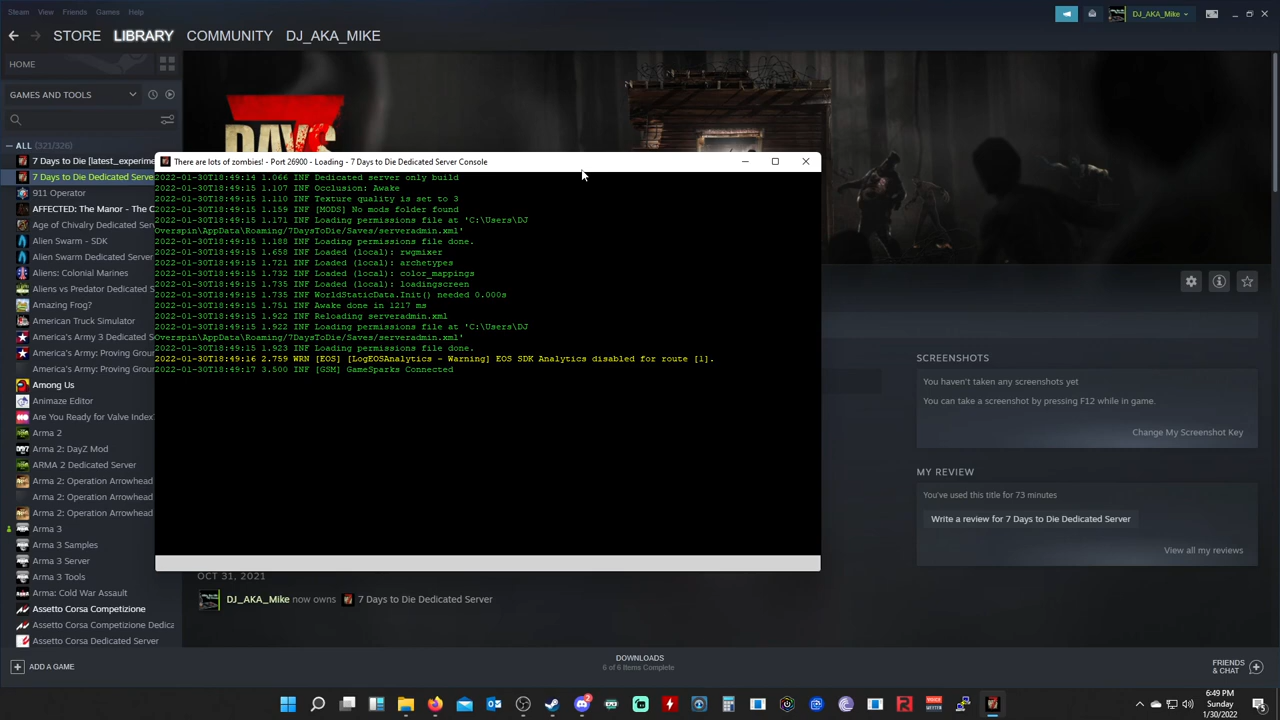 Steam View Friends Games Help
DJ_AKA_Mike
STORE LIBRARY COMMUNITY DJ_AKA_MIKE
HOME
GAMES AND TOOLS
DAYS
ALL (321/326)
7 Days to Die [latest_experime
7 Days to Die Dedicated Serve
911 Operator
AFFECTED: The Manor - The C
Age of Chivalry Dedicated Serv
Alien Swarm - SDK
Alien Swarm Dedicated Server
Aliens: Colonial Marines
Aliens vs Predator Dedicated S
Amazing Frog?
American Truck Simulator
America's Army 3 Dedicated S
America's Army: Proving Grour
America's Army: Proving Groun
Among Us
Animaze Editor
Are You Ready for Valve Index
Arma 2
Arma 2: DayZ Mod
ARMA 2 Dedicated Server
Arma 2: Operation Arrowhead
Arma 2: Operation Arrowhead
Arma 2: Operation Arrowhead
Arma 3
Arma 3 Samples
Arma 3 Server
Arma 3 Tools
Arma: Cold War Assault
Assetto Corsa Competizione
Assetto Corsa Competizione Dedica
Assetto Corsa Dedicated Server
ADD A GAME
There are lots of zombies! - Port 26900 - Loading - 7 Days to Die Dedicated Server Console
2022-01-30T18:49:14 1.066 INF Dedicated server only build
2022-01-30T18:49:15 1.107 INF Occlusion: Awake
2022-01-30T18:49:15 1.110 INF Texture quality is set to 3
2022-01-30T18:49:15 1.159 INF [MODS] No mods folder found
2022-01-30T18:49:15 1.171 INF Loading permissions file at 'C:\Users\DJ
Overspin\AppData\Roaming/7DaysToDie/Saves/serveradmin.xml'
2022-01-30T18:49:15 1.188 INF Loading permissions file done.
2022-01-30T18:49:15 1.658 INF Loaded (local): rwgmixer
2022-01-30T18:49:15 1.721 INF Loaded (local): archetypes
2022-01-30T18:49:15 1.732 INF Loaded (local): color_mappings
2022-01-30T18:49:15 1.735 INF Loaded (local): loadingscreen
2022-01-30T18:49:15 1.735 INF WorldStaticData.Init() needed 0.000s
2022-01-30T18:49:15 1.751 INF Awake done in 1217 ms
2022-01-30T18:49:15 1.922 INF Reloading serveradmin.xml
2022-01-30T18:49:15 1.922 INF Loading permissions file at 'C:\Users\DJ
Overspin\AppData\Roaming/7DaysToDie/Saves/serveradmin.xml'
2022-01-30T18:49:15 1.923 INF Loading permissions file done.
2022-01-30T18:49:16 2.759 WRN [EOS] [LogEOSAnalytics - Warning] EOS SDK Analytics disabled for route [1].
2022-01-30T18:49:17 3.500 INF [GSM] GameSparks Connected
SCREENSHOTS
You haven't taken any screenshots yet
You can take a screenshot by pressing F12 while in game.
Change My Screenshot Key
MY REVIEW
You've used this title for 73 minutes
Write a review for 7 Days to Die Dedicated Server
View all my reviews
OCT 31, 2021
DJ_AKA_Mike now owns 7 Days to Die Dedicated Server
DOWNLOADS
6 of 6 Items Complete
FRIENDS
& CHAT
6:49 PM
Sunday
1/30/2022